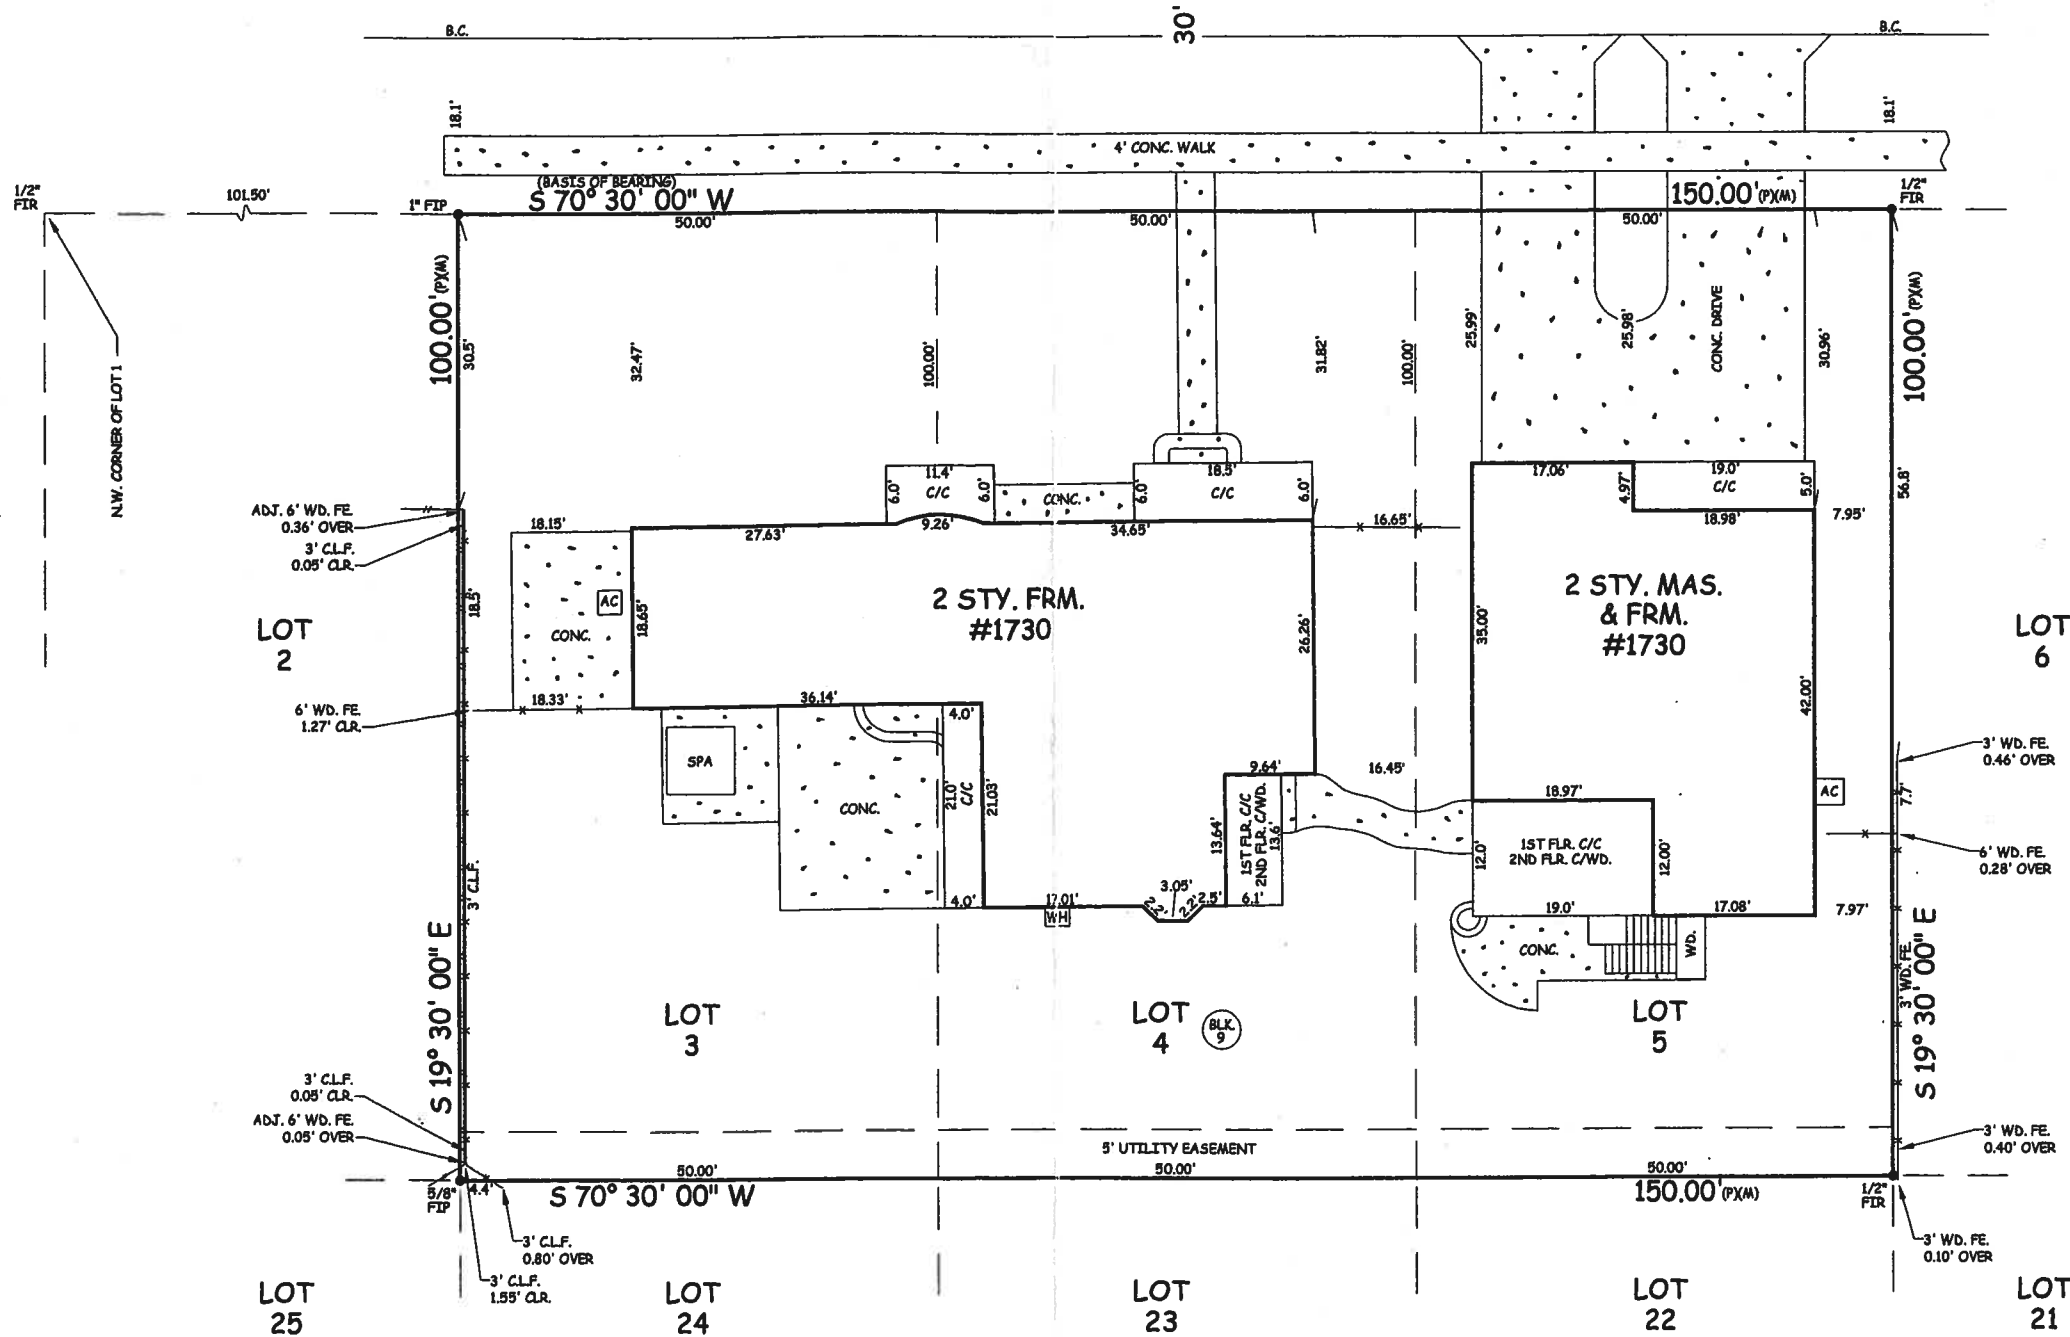 30'
B.C.
B.C.
18.1'
18.1'
4' CONC. WALK
(BASIS OF BEARING)
S 70° 30' 00" W
150.00' (P)(M)
1/2"
FIR
101.50'
1" FIP
50.00'
50.00'
50.00'
1/2"
FIR
N.W. CORNER OF LOT 1
100.00' (P)(M)
30.5'
32.47'
100.00'
31.82'
100.00'
25.99'
25.98'
CONC. DRIVE
30.96'
100.00' (P)(M)
56.8'
11.4'
C/C
6.0'
6.0'
CONC.
18.5'
C/C
6.0'
6.0'
17.06'
4.97'
19.0'
C/C
5.0'
18.98'
7.95'
ADJ. 6' WD. FE.
0.36' OVER
3' C.L.F.
0.05' CLR.
18.15'
27.63'
9.26'
34.65'
16.65'
AC
CONC.
18.5'
18.65'
2 STY. FRM.
#1730
26.26'
35.00'
2 STY. MAS.
& FRM.
#1730
42.00'
LOT
2
LOT
6
6' WD. FE.
1.27' CLR.
18.33'
36.14'
4.0'
SPA
CONC.
21.0'
C/C
21.03'
9.64'
16.45'
13.64'
1ST FLR. C/C
2ND FLR. C/WD.
13.6'
18.97'
1ST FLR. C/C
2ND FLR. C/WD.
12.0'
12.00'
AC
7.7'
3' WD. FE.
0.46' OVER
6' WD. FE.
0.28' OVER
3' C.L.F.
4.0'
17.01'
WH
2.2'
3.05'
2.2'
2.5'
6.1'
19.0'
17.08'
7.97'
CONC.
WD.
S 19° 30' 00" E
3' WD. FE.
S 19° 30' 00" E
LOT
3
LOT
4
BLK.
9
LOT
5
3' C.L.F.
0.05' CLR.
ADJ. 6' WD. FE.
0.05' OVER
5' UTILITY EASEMENT
3' WD. FE.
0.40' OVER
5/8"
FIP
4.4'
50.00'
50.00'
50.00'
S 70° 30' 00" W
150.00' (P)(M)
1/2"
FIR
3' C.L.F.
0.80' OVER
3' C.L.F.
1.55' CLR.
3' WD. FE.
0.10' OVER
LOT
25
LOT
24
LOT
23
LOT
22
LOT
21